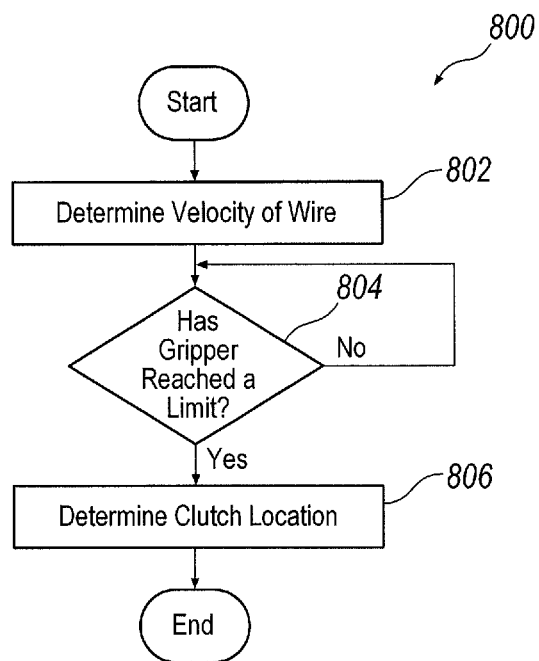 800
Start
802
Determine Velocity of Wire
804
Has
Gripper
Reached a
Limit?
No
Yes
806
Determine Clutch Location
End